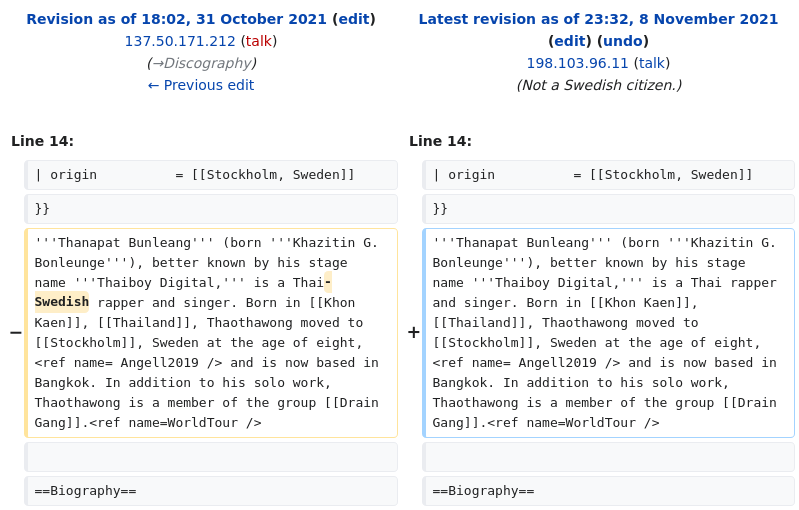 Revision as of 18:02, 31 October 2021 (edit)
137.50.171.212 (talk)
(→Discography)
← Previous edit
Latest revision as of 23:32, 8 November 2021
(edit) (undo)
198.103.96.11 (talk)
(Not a Swedish citizen.)
Line 14:
| origin          = [[Stockholm, Sweden]]
}}
− '''Thanapat Bunleang''' (born '''Khazitin G.
Bonleunge'''), better known by his stage
name '''Thaiboy Digital,''' is a Thai-
Swedish rapper and singer. Born in [[Khon
Kaen]], [[Thailand]], Thaothawong moved to
[[Stockholm]], Sweden at the age of eight,
<ref name= Angell2019 /> and is now based in
Bangkok. In addition to his solo work,
Thaothawong is a member of the group [[Drain
Gang]].<ref name=WorldTour />
==Biography==
Line 14:
| origin          = [[Stockholm, Sweden]]
}}
+ '''Thanapat Bunleang''' (born '''Khazitin G.
Bonleunge'''), better known by his stage
name '''Thaiboy Digital,''' is a Thai rapper
and singer. Born in [[Khon Kaen]],
[[Thailand]], Thaothawong moved to
[[Stockholm]], Sweden at the age of eight,
<ref name= Angell2019 /> and is now based in
Bangkok. In addition to his solo work,
Thaothawong is a member of the group [[Drain
Gang]].<ref name=WorldTour />
==Biography==